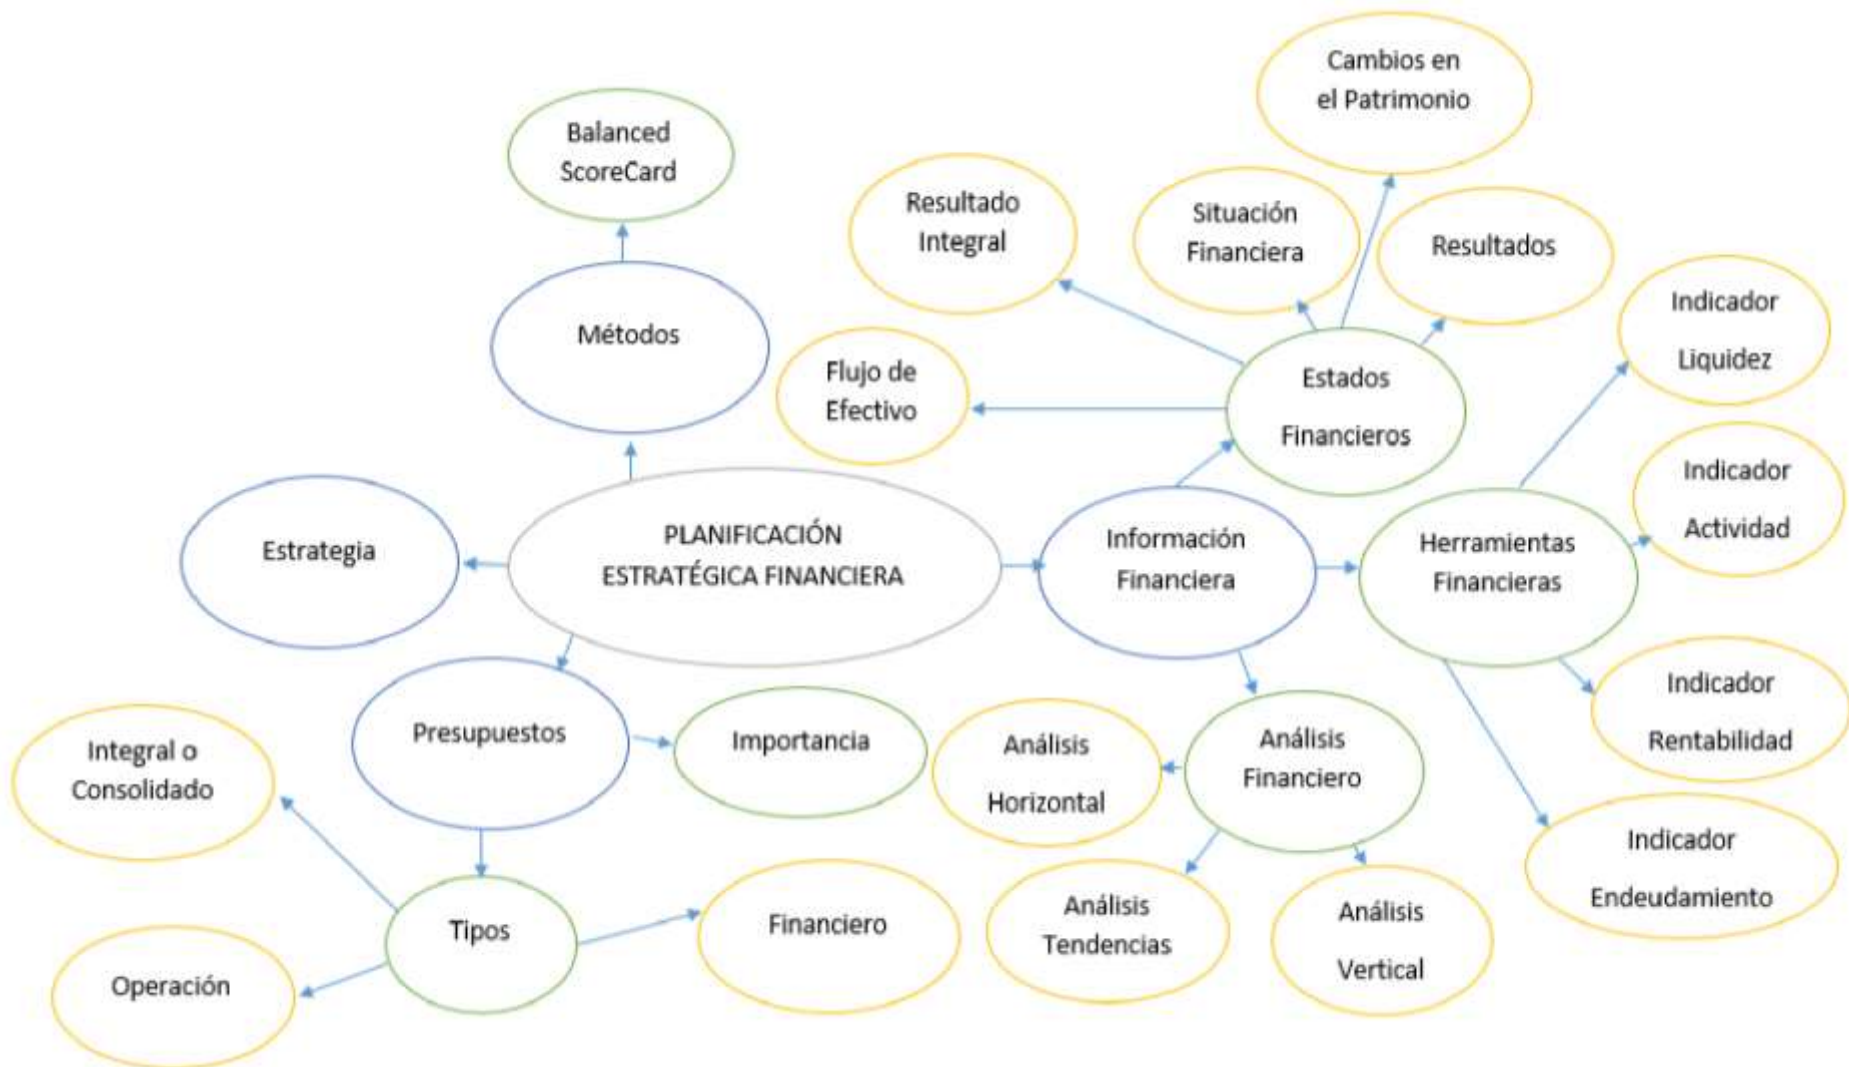 Cambios en
el Patrimonio
Balanced
ScoreCard
Resultado
Integral
Situación
Financiera
Resultados
Indicador
Liquidez
Métodos
Flujo de
Efectivo
Estados
Financieros
Indicador
Actividad
Estrategia
PLANIFICACIÓN
ESTRATÉGICA FINANCIERA
Información
Financiera
Herramientas
Financieras
Indicador
Rentabilidad
Presupuestos
Importancia
Integral o
Consolidado
Análisis
Horizontal
Análisis
Financiero
Indicador
Endeudamiento
Tipos
Financiero
Análisis
Tendencias
Análisis
Vertical
Operación